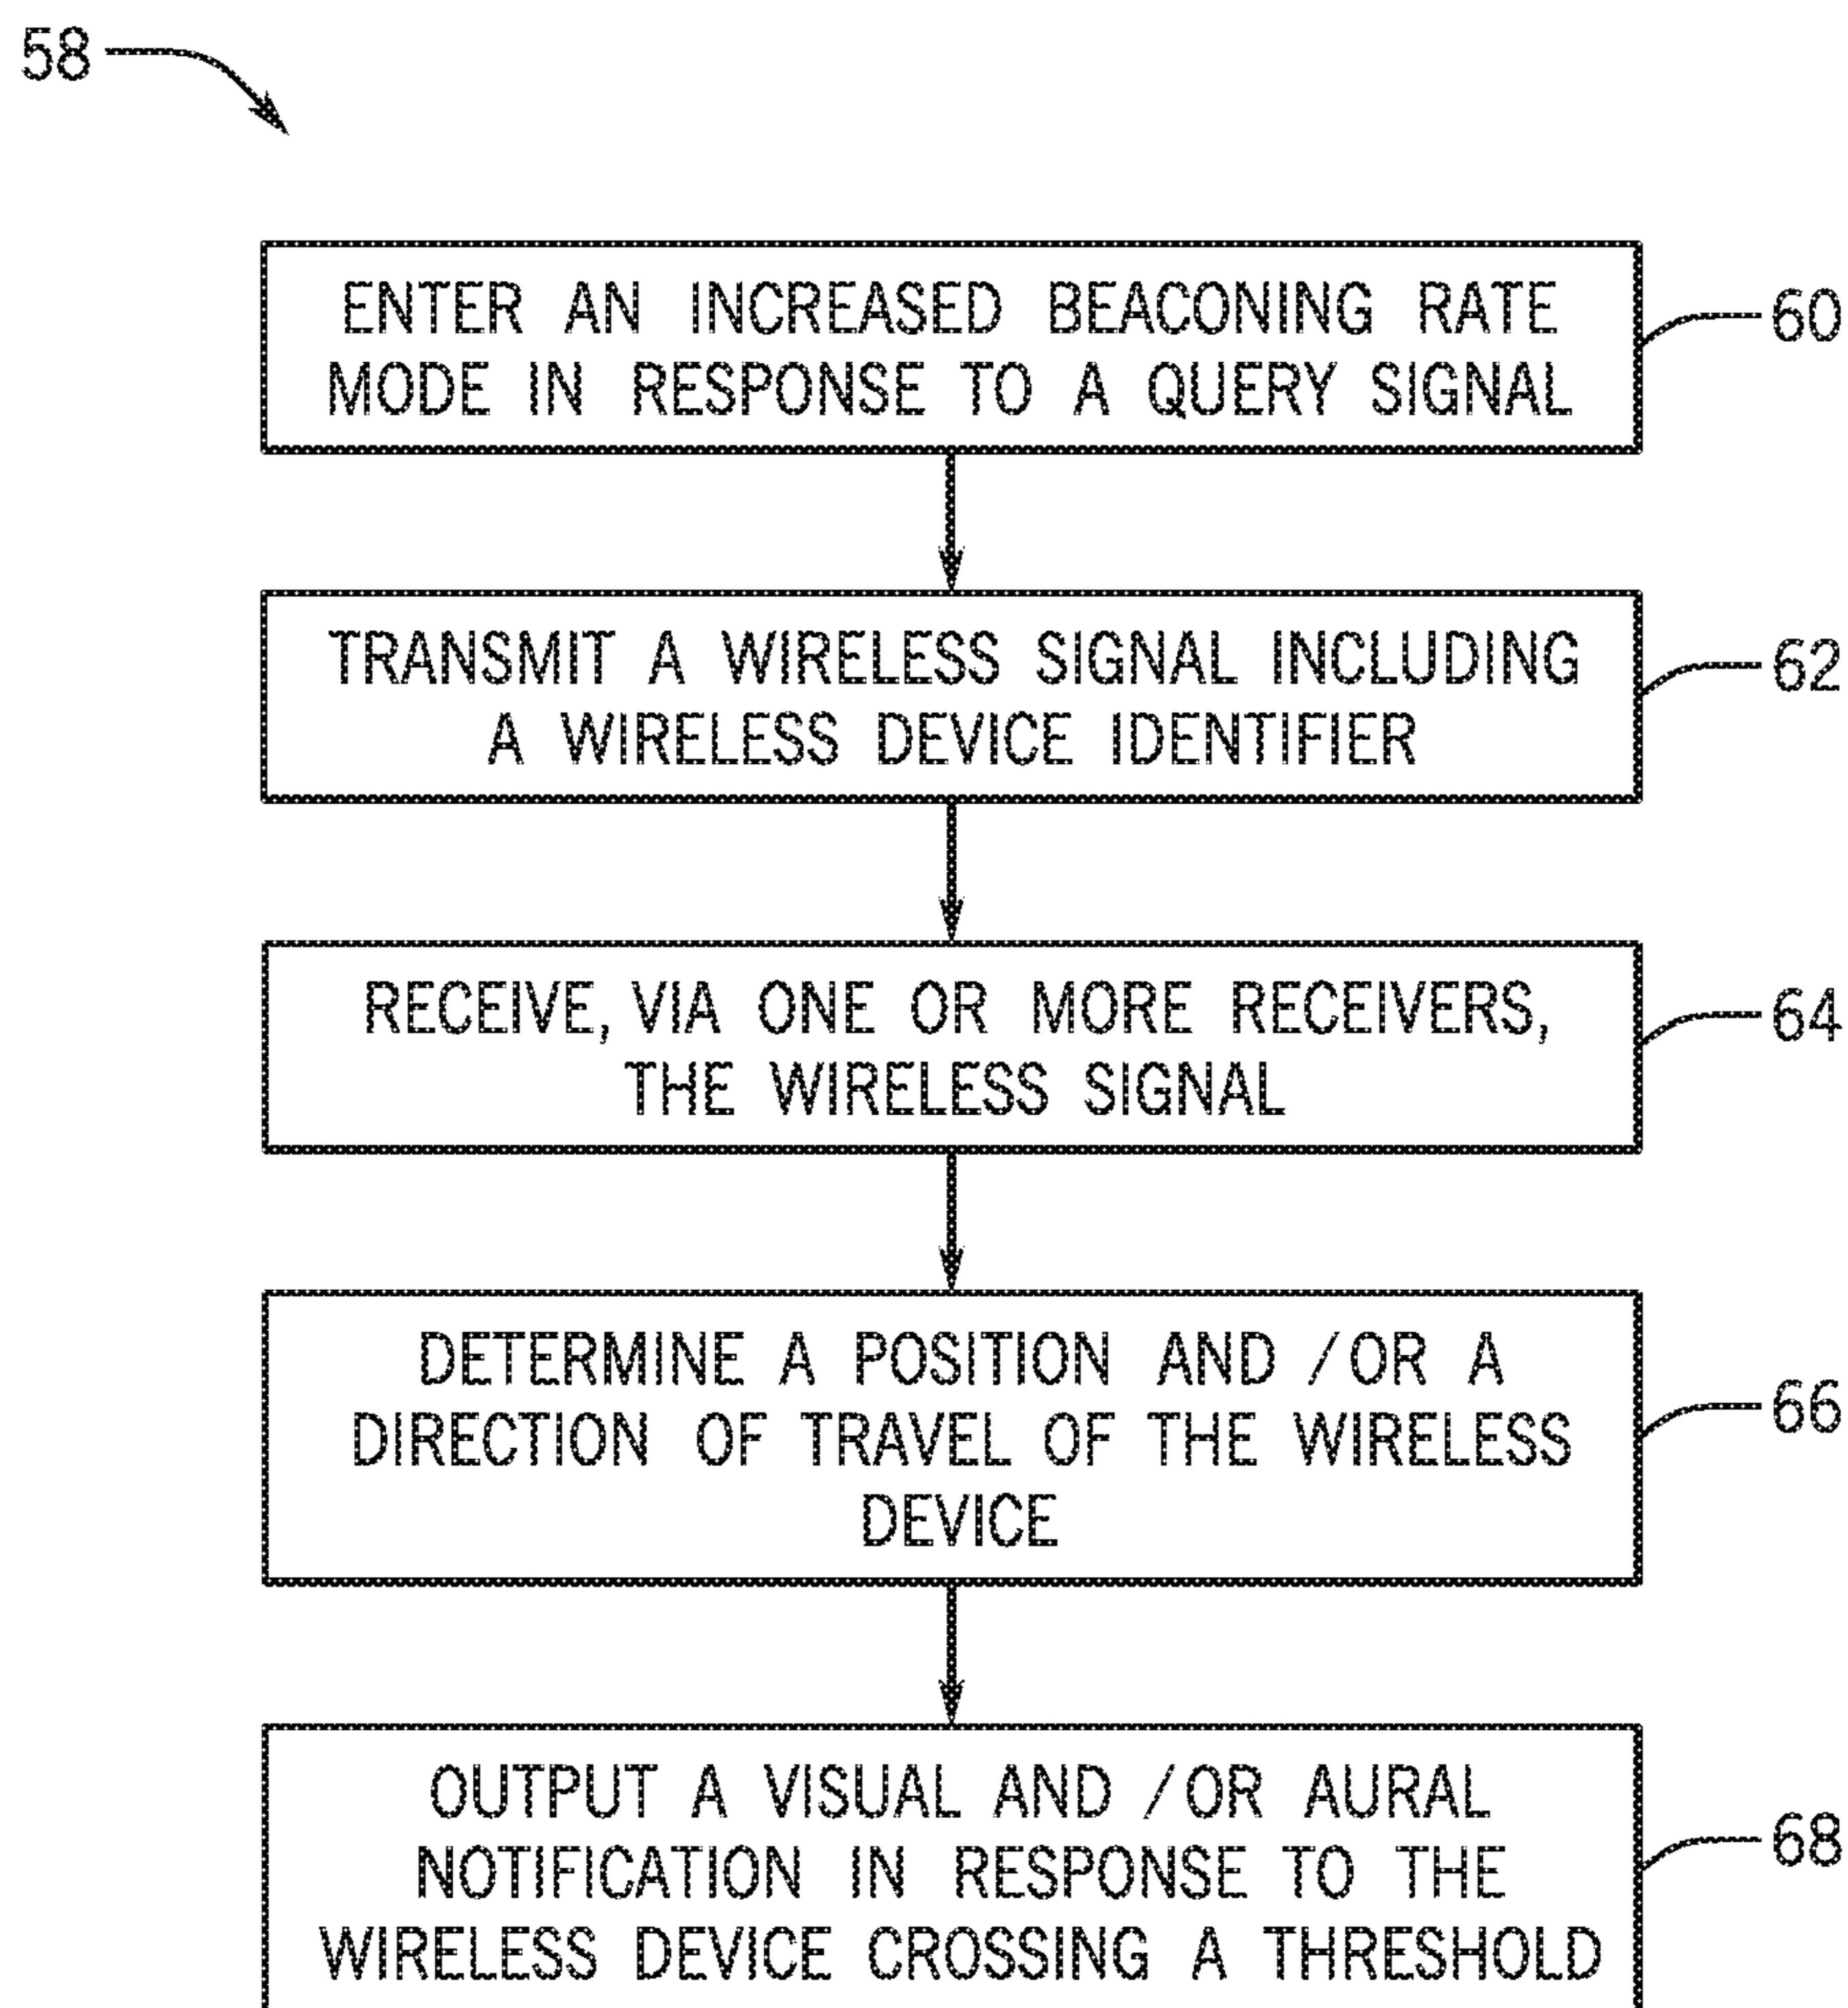 58
ENTER AN INCREASED BEACONING RATE
MODE IN RESPONSE TO A QUERY SIGNAL
60
TRANSMIT A WIRELESS SIGNAL INCLUDING
A WIRELESS DEVICE IDENTIFIER
62
RECEIVE, VIA ONE OR MORE RECEIVERS,
THE WIRELESS SIGNAL
64
DETERMINE A POSITION AND /OR A
DIRECTION OF TRAVEL OF THE WIRELESS
DEVICE
66
OUTPUT A VISUAL AND /OR AURAL
NOTIFICATION IN RESPONSE TO THE
WIRELESS DEVICE CROSSING A THRESHOLD
68